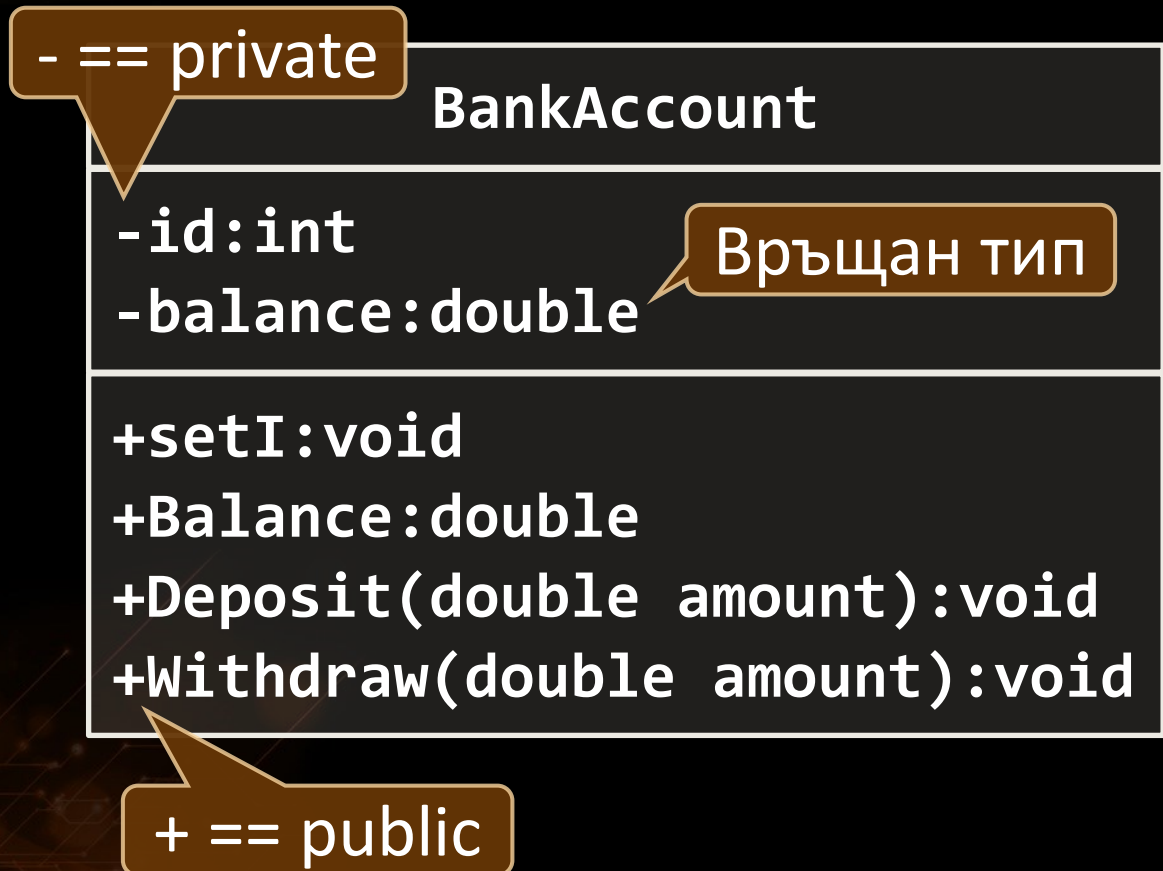 - == private
BankAccount
-id:int
Връщан тип
-balance:double
+setI:void
+Balance:double
+Deposit(double amount):void
+Withdraw(double amount):void
+ == public